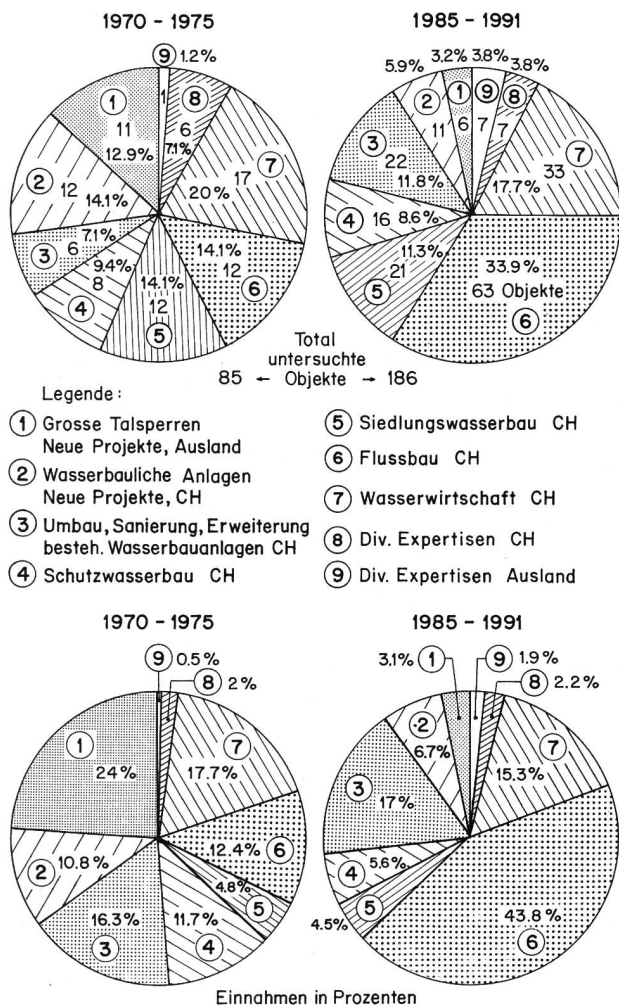 1970 - 1975
⑨ 1.2%
1
⑧
6
7.1%
⑦
17
20%
14.1%
12
⑥
14.1%
12
⑤
9.4%
8
④
7.1%
③ 6
② 12
14.1%
①
11
12.9%
1985 - 1991
5.9% 3.2% 3.8% 3.8%
② ① ⑨ ⑧
11 6 7 7
⑦
33
17.7%
33.9%
63 Objekte
⑥
11.3%
21
⑤
④ 16 8.6%
③
22
11.8%
Total
untersuchte
85 ← Objekte → 186
Legende:
① Grosse Talsperren
Neue Projekte, Ausland
② Wasserbauliche Anlagen
Neue Projekte, CH
③ Umbau, Sanierung, Erweiterung
besteh. Wasserbauanlagen CH
④ Schutzwasserbau CH
⑤ Siedlungswasserbau CH
⑥ Flussbau CH
⑦ Wasserwirtschaft CH
⑧ Div. Expertisen CH
⑨ Div. Expertisen Ausland
1970 - 1975
⑨ 0.5%
⑧ 2%
⑦
17.7%
12.4% ⑥
4.8%
⑤
11.7%
④
16.3%
③
② 10.8%
①
24%
1985 - 1991
3.1% ① ⑨ 1.9%
⑧ 2.2%
⑦
15.3%
43.8%
⑥
4.5% ⑤
④ 5.6%
③
17%
②
6.7%
Einnahmen in Prozenten